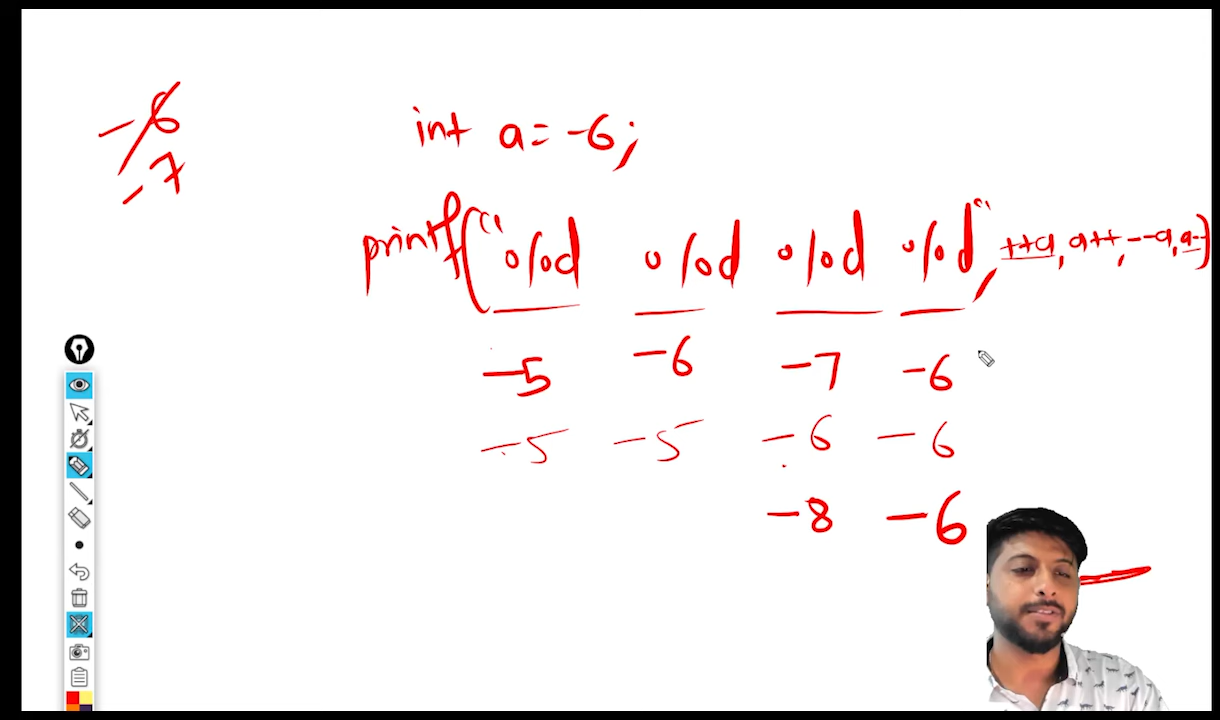 -6
-7
int a = -6;
printf("%d %d %d %d", ++a, a++, --a, a--)
-5 -6 -7 -6
-5 -5 -6 -6
-8 -6